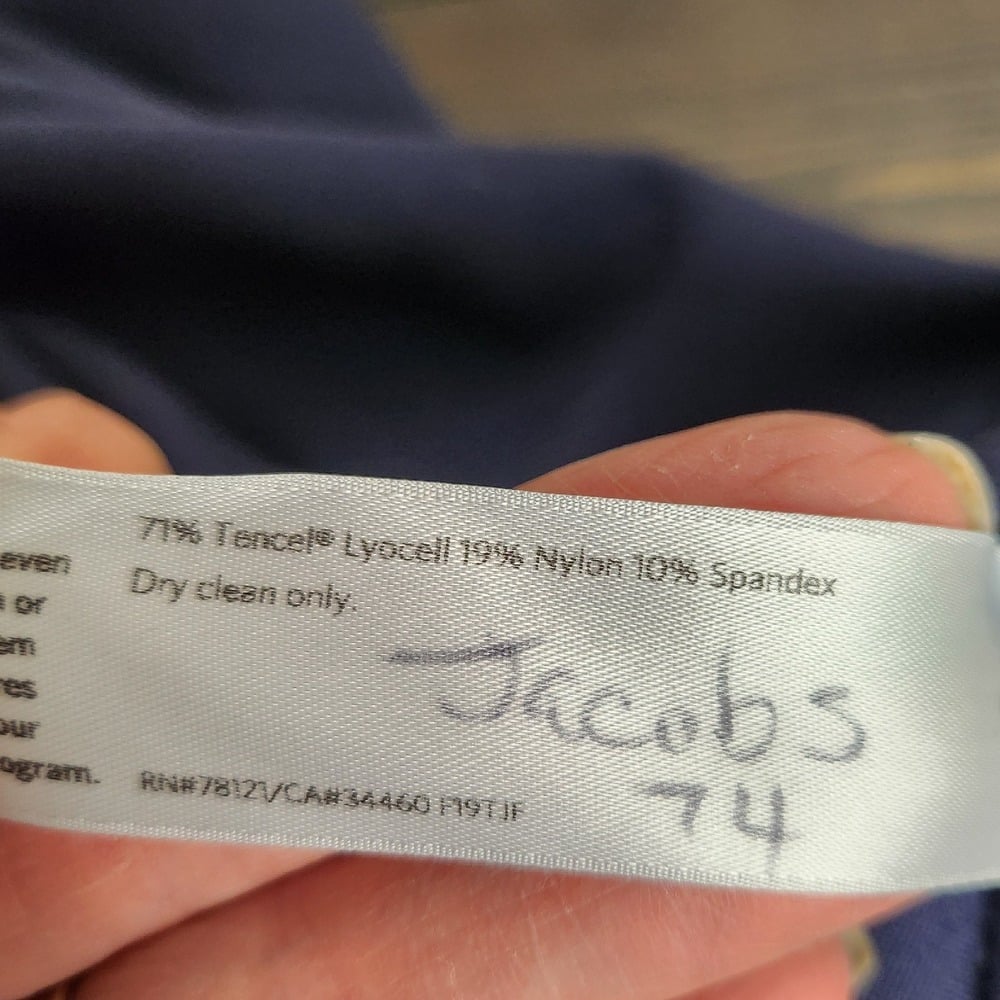 even
or
em
res
our
ogram.
71% Tencel® Lyocell 19% Nylon 10% Spandex
Dry clean only.
Jacobs
74
RN#78121/CA#34460 F19TJF